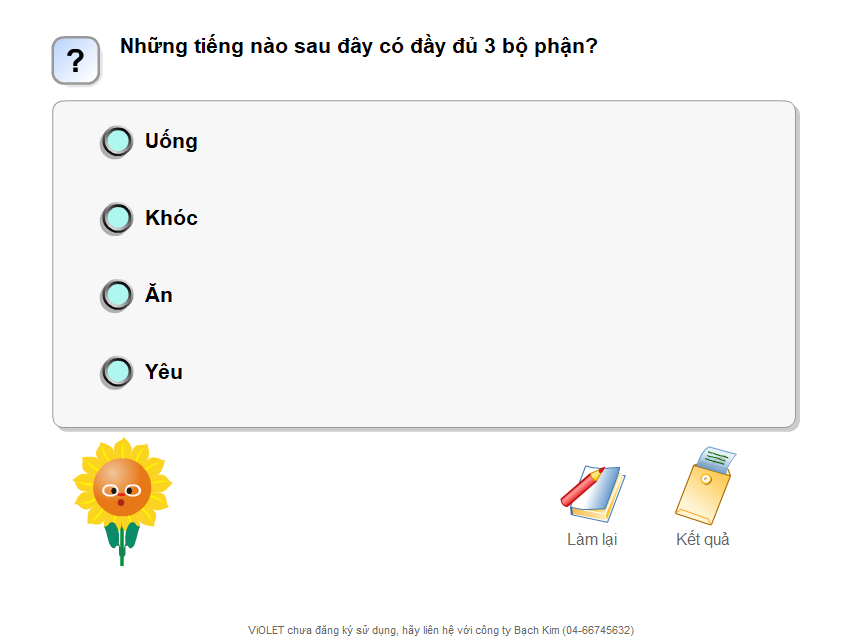 ?
Những tiếng nào sau đây có đầy đủ 3 bộ phận?
Uống
Khóc
Ăn
Yêu
Làm lại
Kết quả
ViOLET chưa đăng ký sử dụng, hãy liên hệ với công ty Bạch Kim (04-66745632)